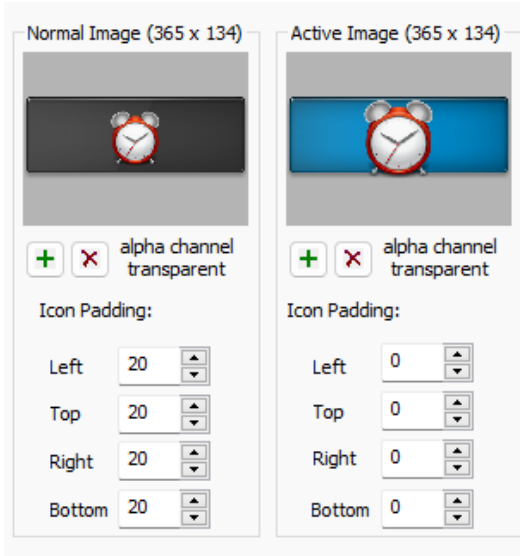 Normal Image (365 x 134)
alpha channel
transparent
Icon Padding:
Left 20
Top 20
Right 20
Bottom 20
Active Image (365 x 134)
alpha channel
transparent
Icon Padding:
Left 0
Top 0
Right 0
Bottom 0